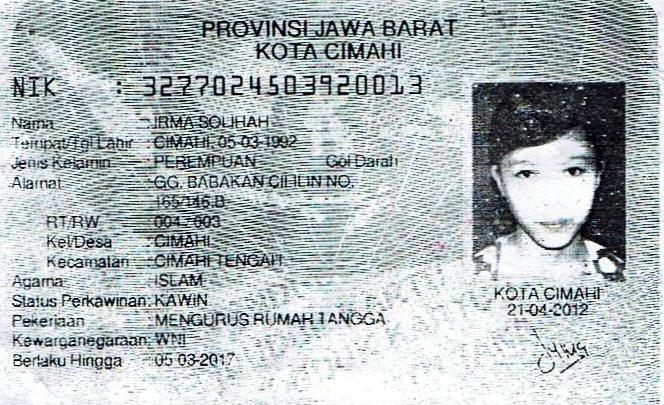 PROVINSI JAWA BARAT
KOTA CIMAHI
NIK : 3277024503920013
Nama : IRMA SOLIHAH
Tempat/Tgl Lahir : CIMAHI, 05-03-1992
Jenis Kelamin : PEREMPUAN Gol Darah
Alamat : GG. BABAKAN CILILIN NO.
165/146.B
RT/RW : 004 / 003
Kel/Desa : CIMAHI
Kecamatan : CIMAHI TENGAH
Agama : ISLAM
Status Perkawinan: KAWIN
Pekerjaan : MENGURUS RUMAH TANGGA
Kewarganegaraan: WNI
Berlaku Hingga : 05-03-2017
KOTA CIMAHI
21-04-2012